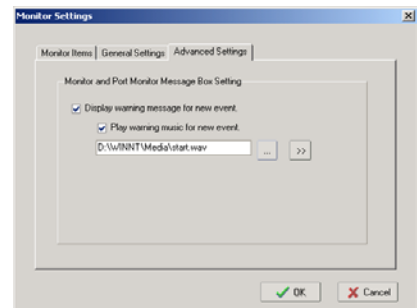 Monitor Settings
Monitor Items General Settings Advanced Settings
Monitor and Port Monitor Message Box Setting
Display warning message for new event.
Play warning music for new event.
D:\WINNT\Media\start.wav ... >>
OK Cancel